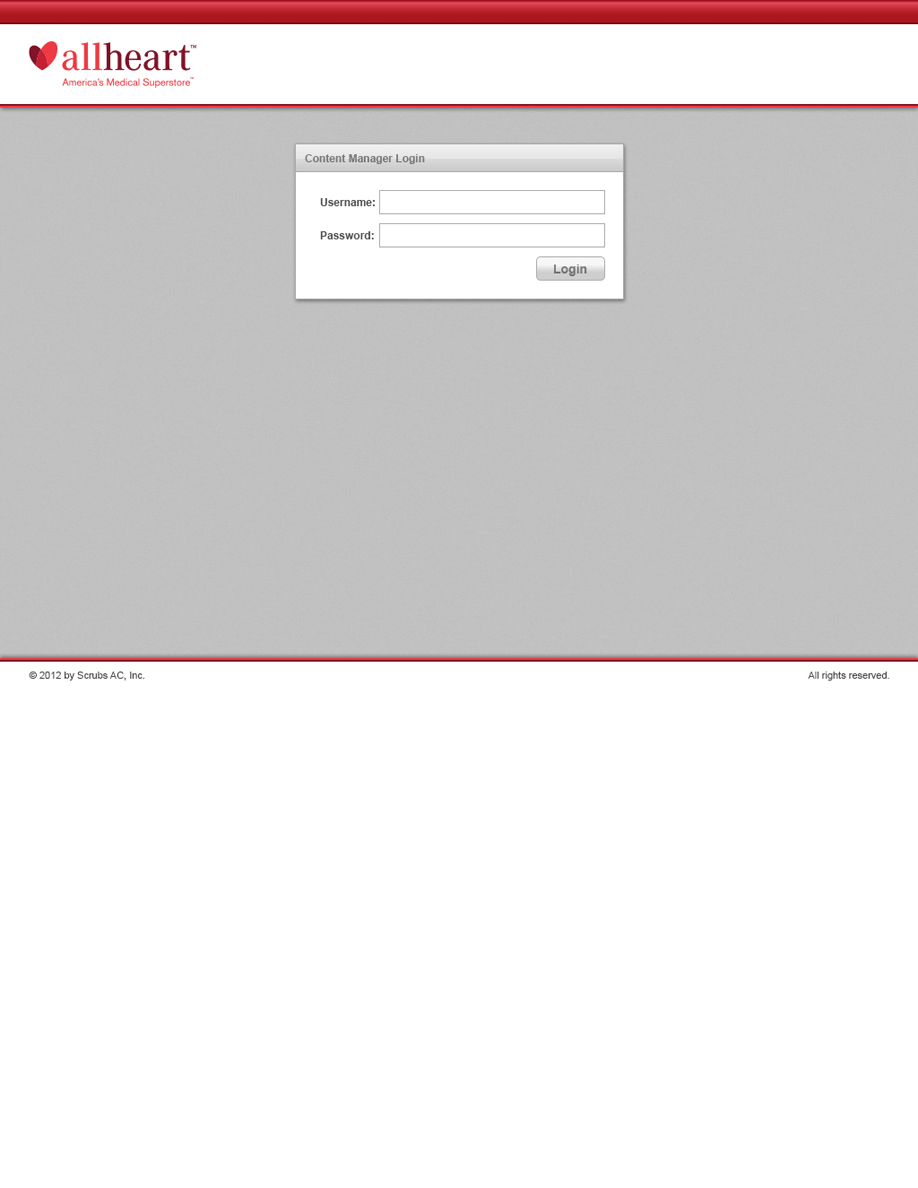 allheart™
America's Medical Superstore™
Content Manager Login
Username:
Password:
Login
© 2012 by Scrubs AC, Inc.
All rights reserved.